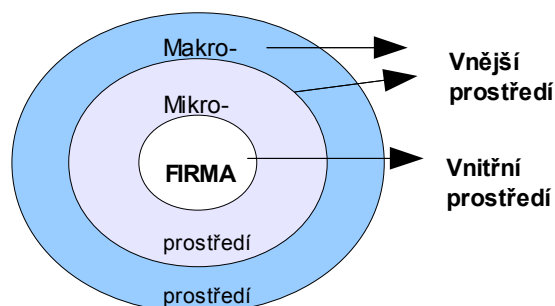 Makro-
Vnější
prostředí
Mikro-
FIRMA
Vnitřní
prostředí
prostředí
prostředí